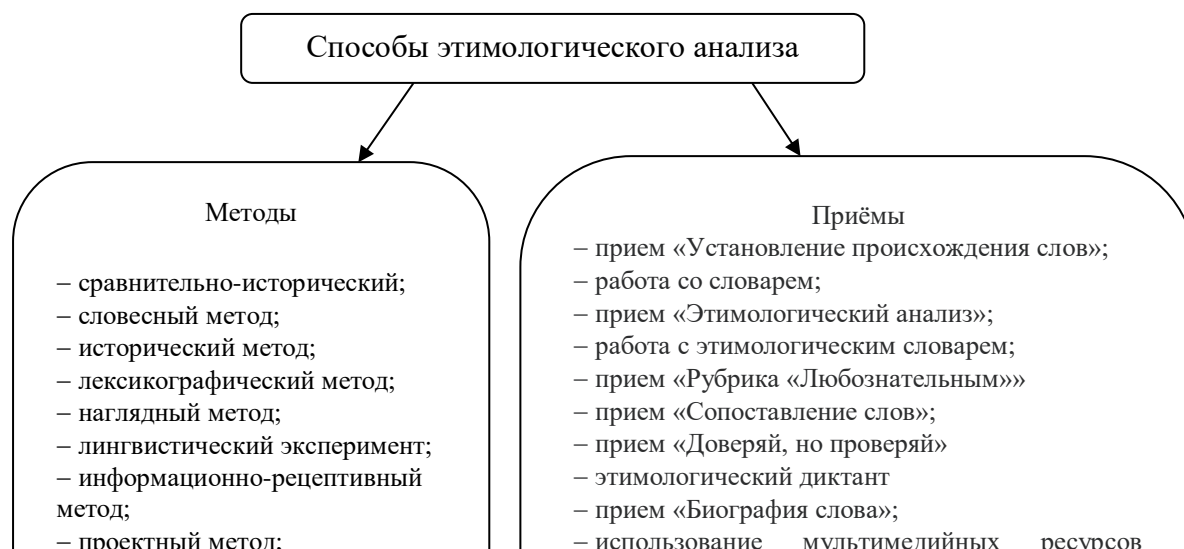 Способы этимологического анализа
Методы
– сравнительно-исторический;
– словесный метод;
– исторический метод;
– лексикографический метод;
– наглядный метод;
– лингвистический эксперимент;
– информационно-рецептивный
метод;
– проектный метод;
Приёмы
– прием «Установление происхождения слов»;
– работа со словарем;
– прием «Этимологический анализ»;
– работа с этимологическим словарем;
– прием «Рубрика «Любознательным»»
– прием «Сопоставление слов»;
– прием «Доверяй, но проверяй»
– этимологический диктант
– прием «Биография слова»;
– использование мультимедийных ресурсов